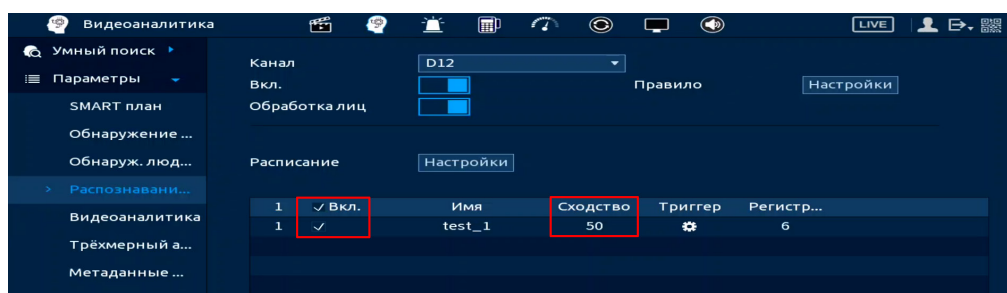 Видеоаналитика LIVE
Умный поиск
Параметры
SMART план
Обнаружение ...
Обнаруж. люд...
Распознавани...
Видеоаналитика
Трёхмерный а...
Метаданные ...
Канал D12
Вкл. Правило Настройки
Обработка лиц
Расписание Настройки
1 Вкл. Имя Сходство Триггер Регистр...
1 test_1 50 6